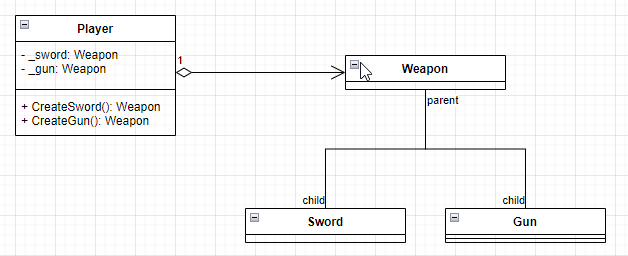 Player
- _sword: Weapon
- _gun: Weapon
+ CreateSword(): Weapon
+ CreateGun(): Weapon
1
Weapon
parent
child
child
Sword
Gun